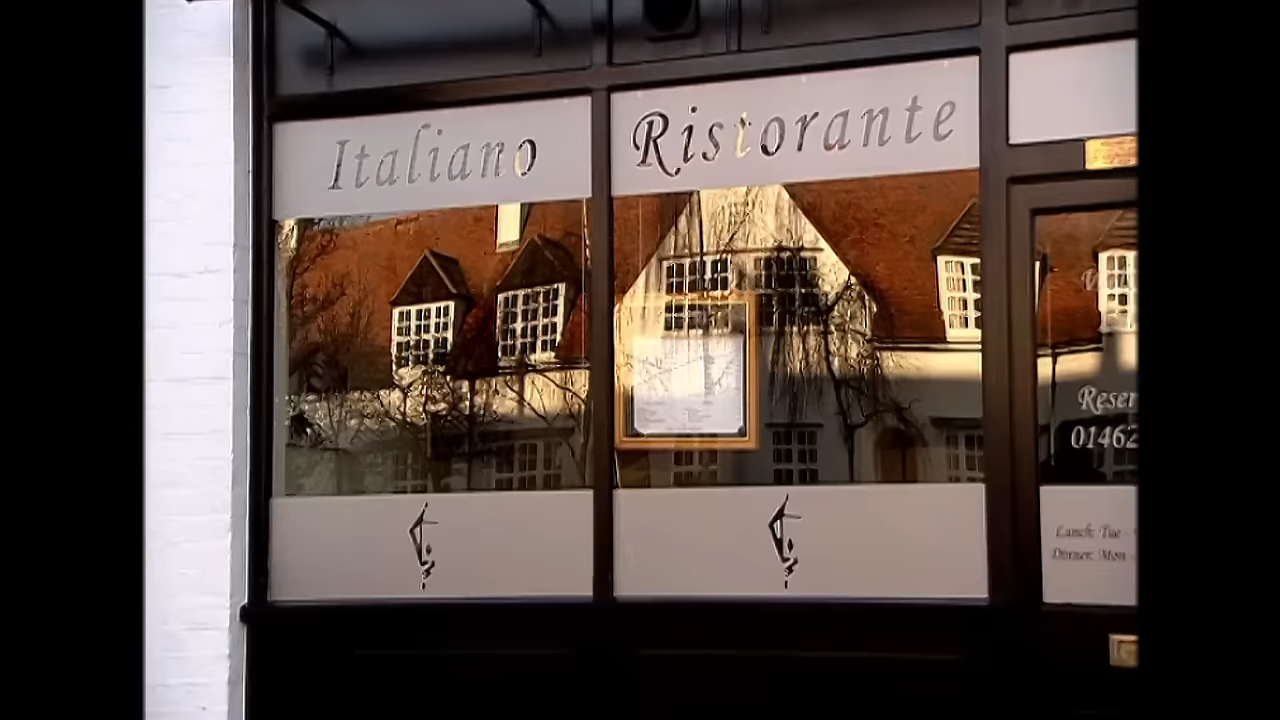 Italiano Ristorante
Reser
01462
Lunch: Tue -
Dinner: Mon -